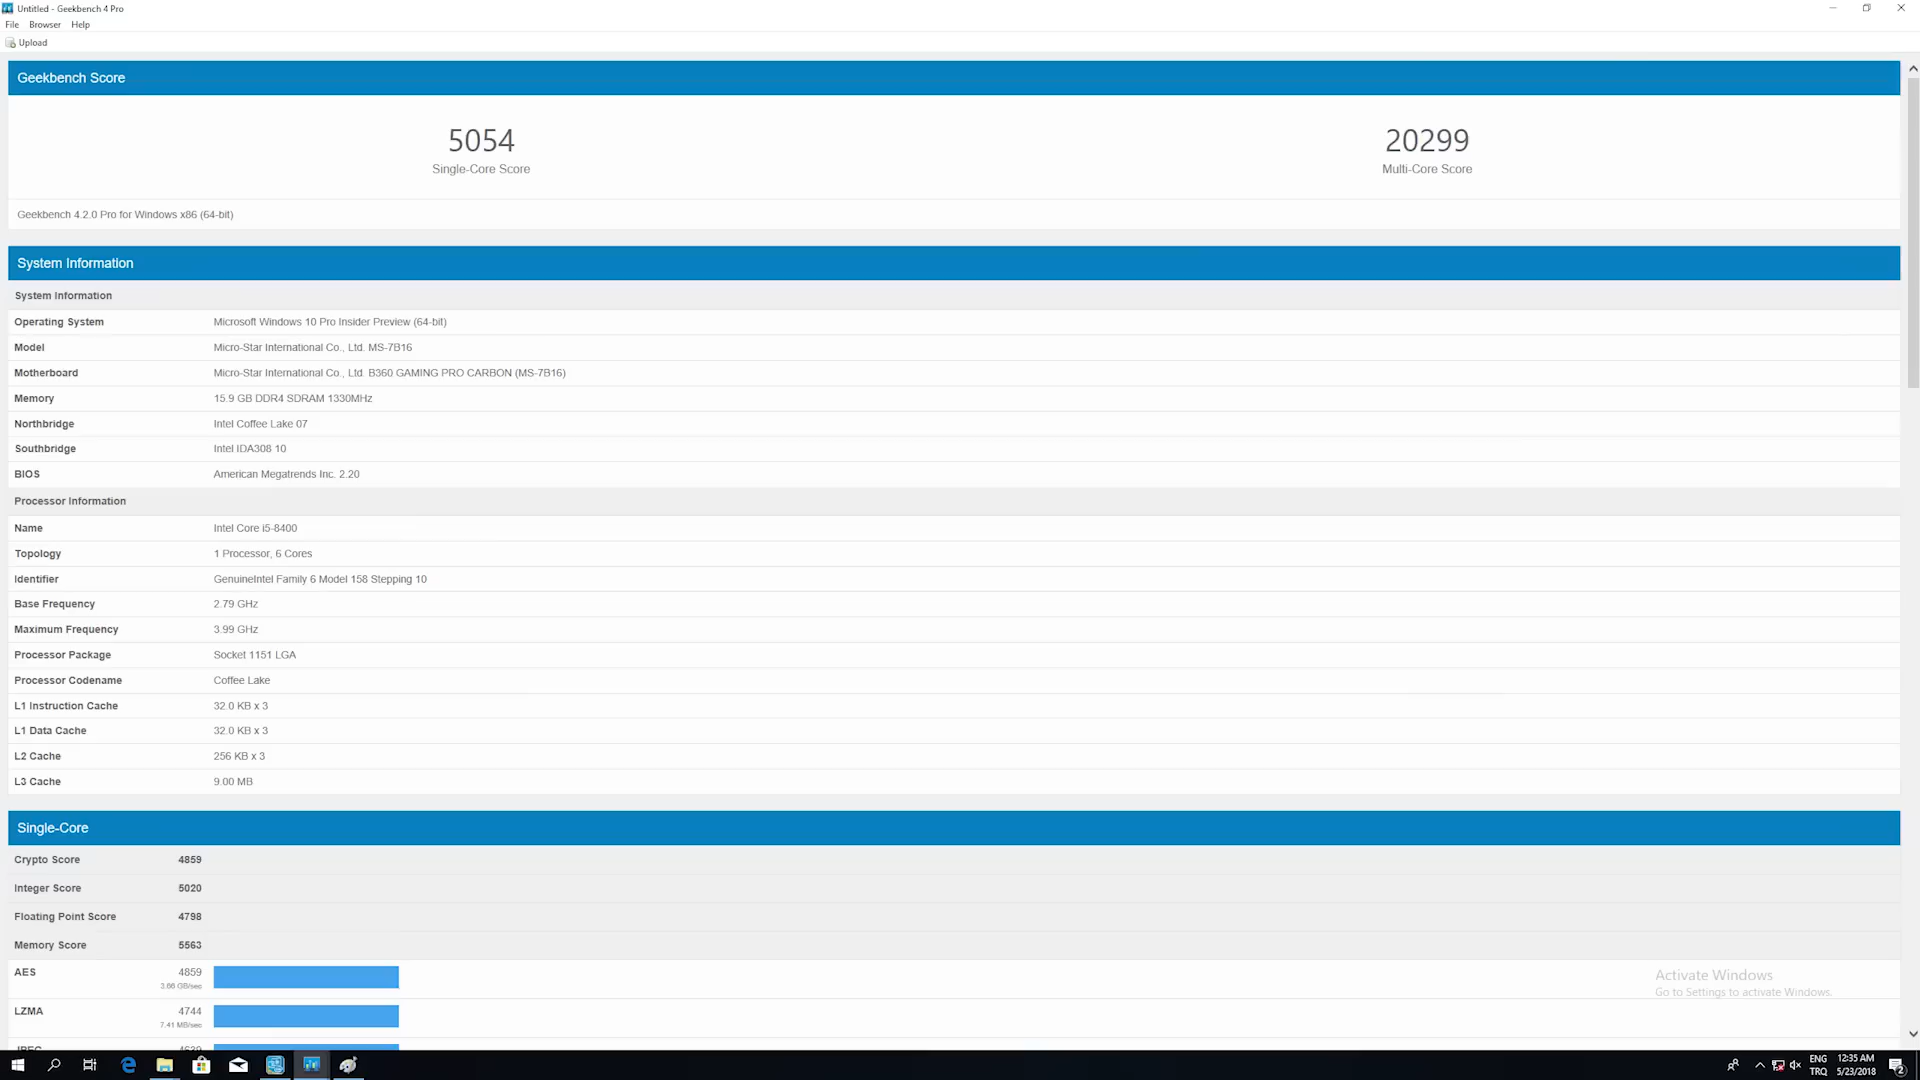 Untitled - Geekbench 4 Pro
File Browser Help
Upload
Geekbench Score
5054 20299
Single-Core Score Multi-Core Score
Geekbench 4.2.0 Pro for Windows x86 (64-bit)
System Information
System Information
Operating System Microsoft Windows 10 Pro Insider Preview (64-bit)
Model Micro-Star International Co., Ltd. MS-7B16
Motherboard Micro-Star International Co., Ltd. B360 GAMING PRO CARBON (MS-7B16)
Memory 15.9 GB DDR4 SDRAM 1330MHz
Northbridge Intel Coffee Lake 07
Southbridge Intel IDA308 10
BIOS American Megatrends Inc. 2.20
Processor Information
Name Intel Core i5-8400
Topology 1 Processor, 6 Cores
Identifier GenuineIntel Family 6 Model 158 Stepping 10
Base Frequency 2.79 GHz
Maximum Frequency 3.99 GHz
Processor Package Socket 1151 LGA
Processor Codename Coffee Lake
L1 Instruction Cache 32.0 KB x 3
L1 Data Cache 32.0 KB x 3
L2 Cache 256 KB x 3
L3 Cache 9.00 MB
Single-Core
Crypto Score 4859
Integer Score 5020
Floating Point Score 4798
Memory Score 5563
AES 4859
3.66 GB/sec
LZMA 4744
7.41 MB/sec
Activate Windows
Go to Settings to activate Windows.
ENG 12:35 AM
TRQ 5/23/2018
2